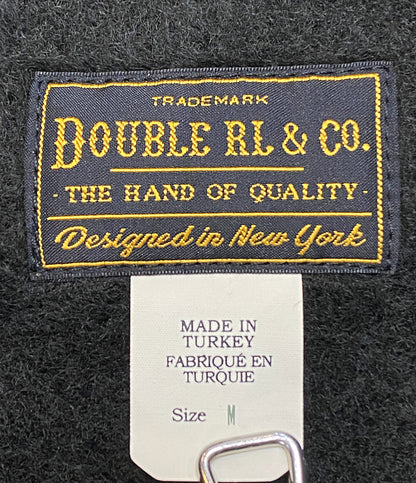 TRADEMARK
DOUBLE RL & CO.
- THE HAND OF QUALITY -
Designed in New York
MADE IN
TURKEY
FABRIQUÉ EN
TURQUIE
Size M